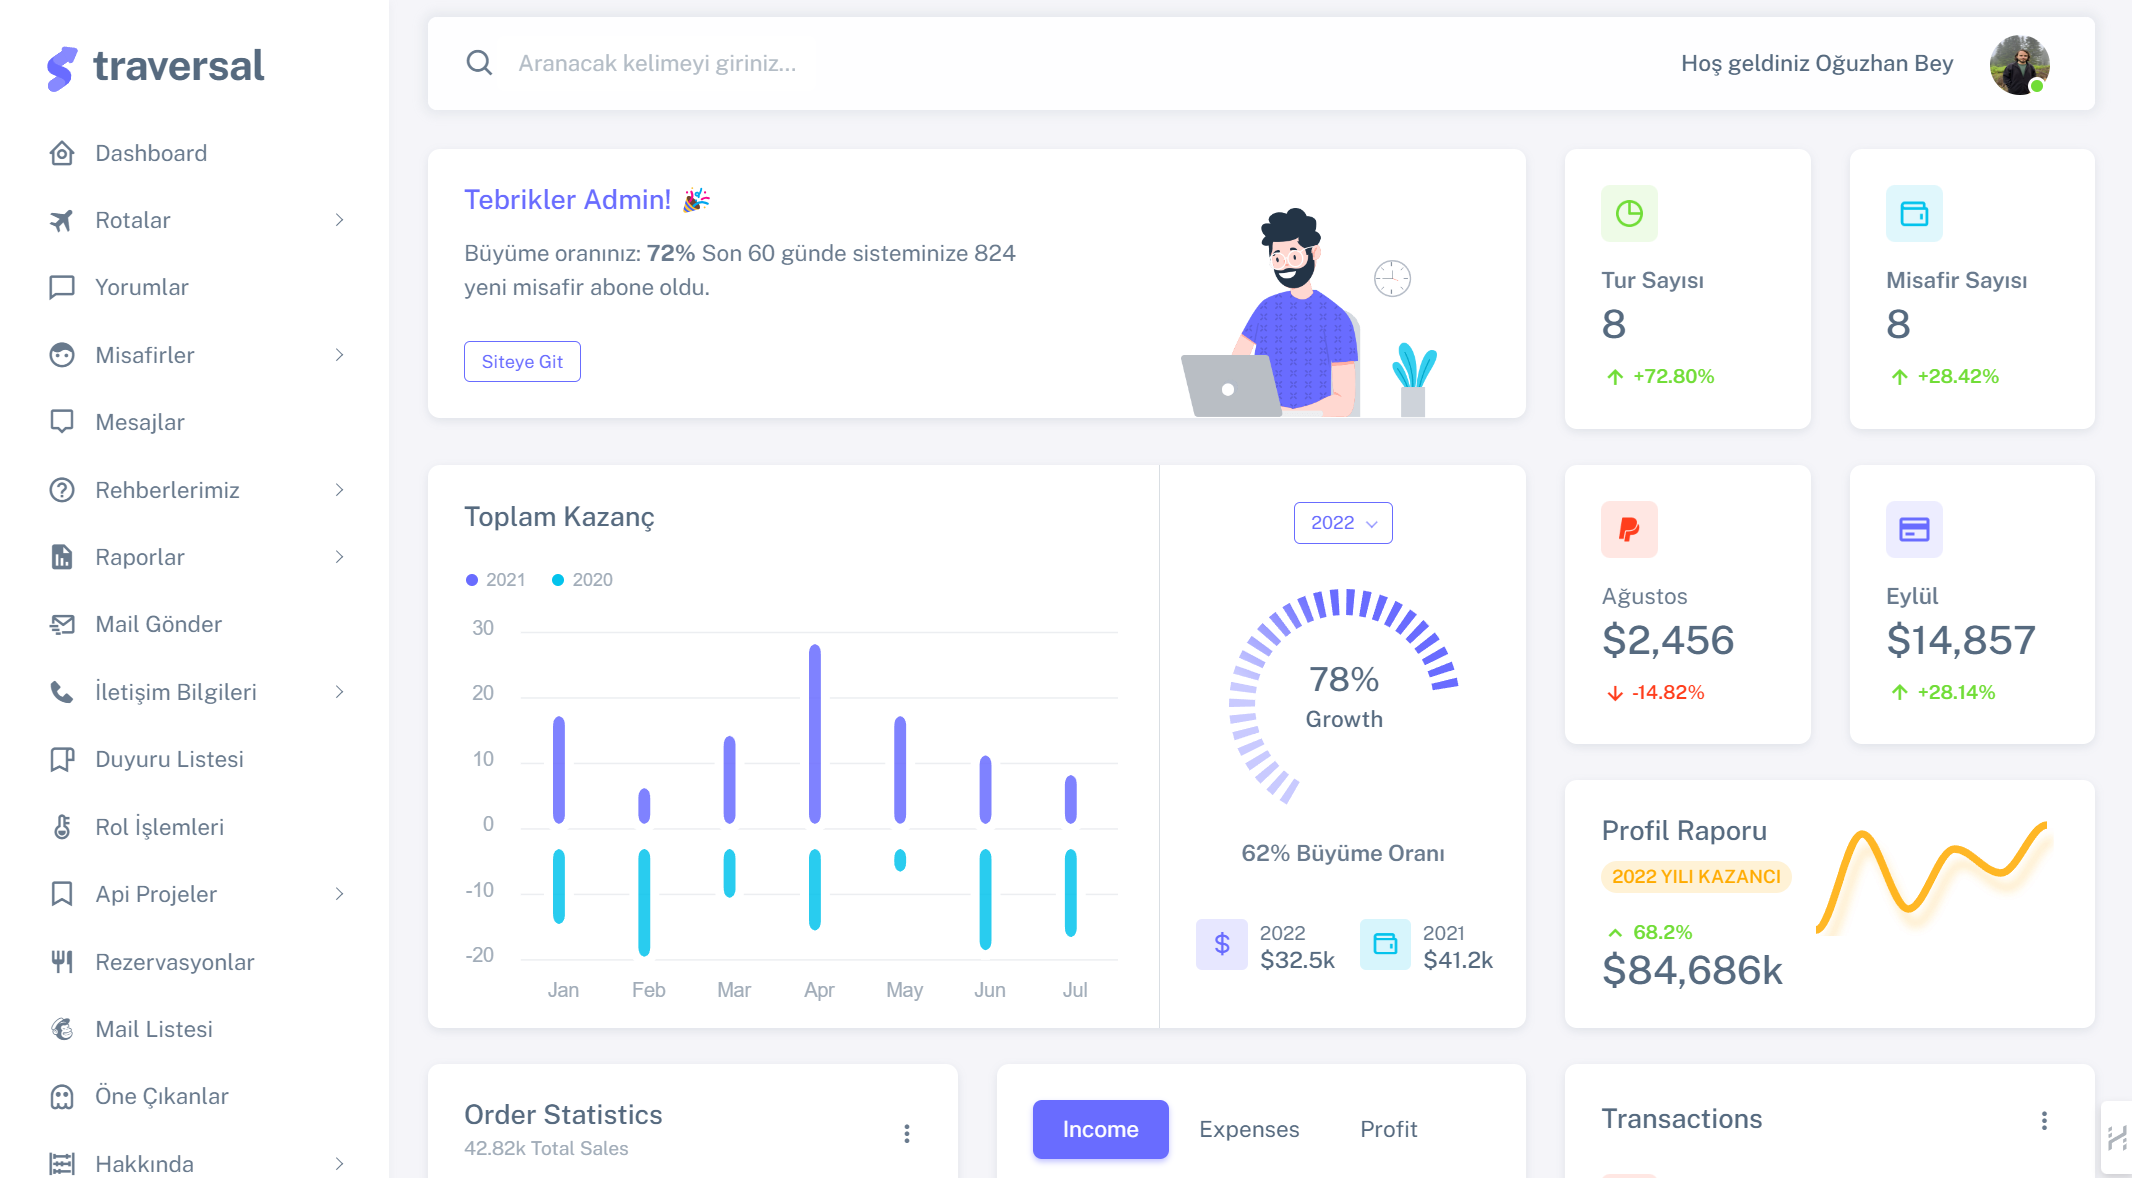 traversal
Dashboard
Rotalar
Yorumlar
Misafirler
Mesajlar
Rehberlerimiz
Raporlar
Mail Gönder
İletişim Bilgileri
Duyuru Listesi
Rol İşlemleri
Api Projeler
Rezervasyonlar
Mail Listesi
Öne Çıkanlar
Hakkında
Aranacak kelimeyi giriniz...
Hoş geldiniz Oğuzhan Bey
Tebrikler Admin! 🎉
Büyüme oranınız: 72% Son 60 günde sisteminize 824
yeni misafir abone oldu.
Siteye Git
Tur Sayısı
8
+72.80%
Misafir Sayısı
8
+28.42%
Toplam Kazanç
2021 2020
30
20
10
0
-10
-20
Jan Feb Mar Apr May Jun Jul
2022
78%
Growth
62% Büyüme Oranı
2022
$32.5k
2021
$41.2k
Ağustos
$2,456
-14.82%
Eylül
$14,857
+28.14%
Profil Raporu
2022 YILI KAZANCI
68.2%
$84,686k
Order Statistics
42.82k Total Sales
Income Expenses Profit
Transactions